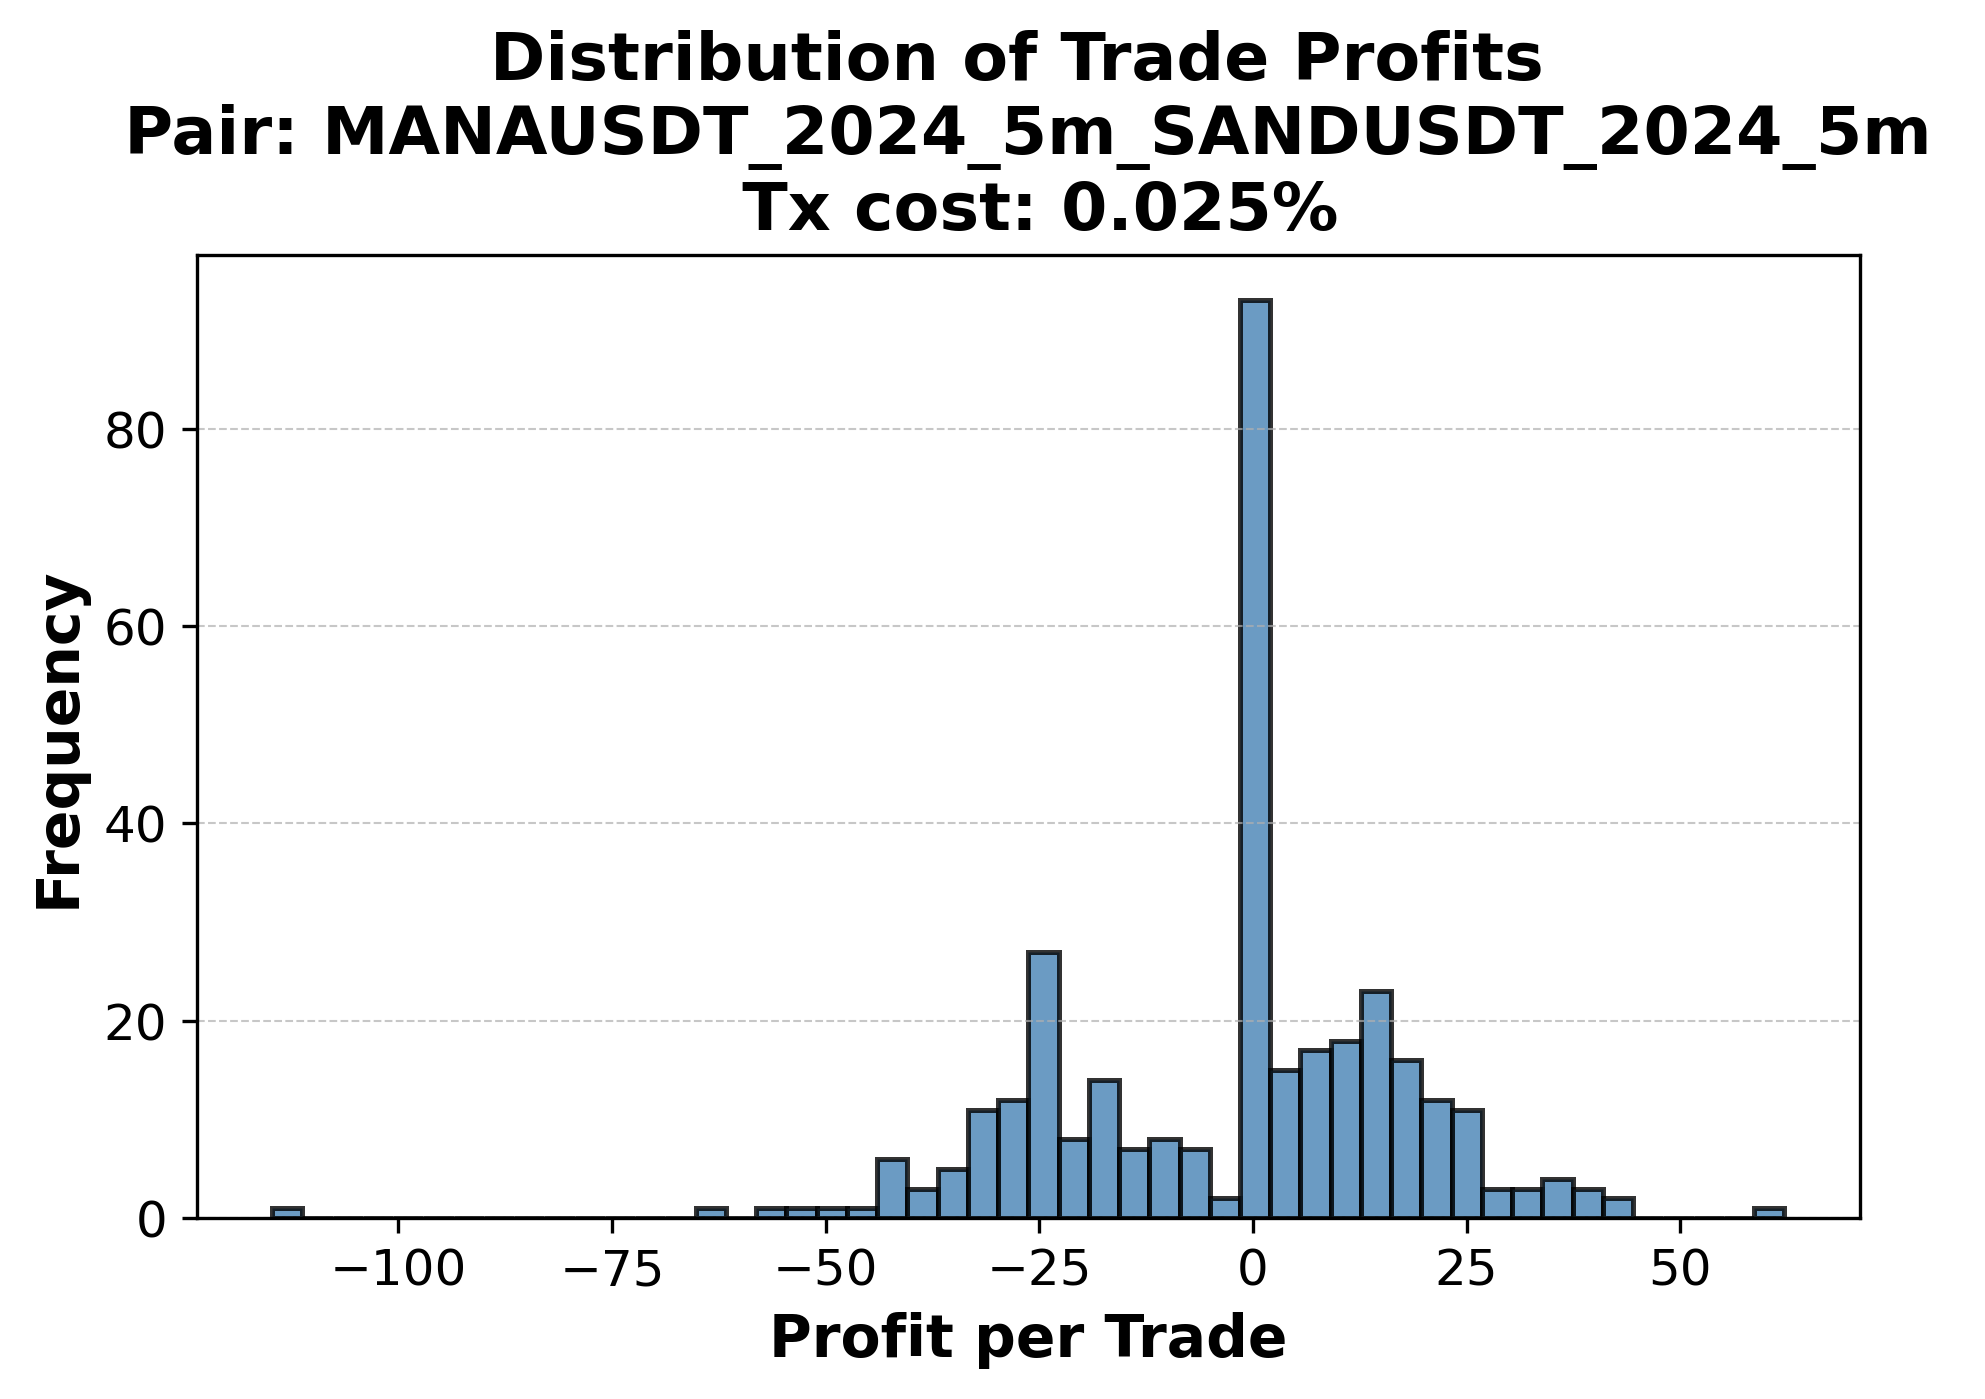 Distribution of Trade Profits
Pair: MANAUSDT_2024_5m_SANDUSDT_2024_5m
Tx cost: 0.025%
Frequency
80
60
40
20
0
−100 −75 −50 −25 0 25 50
Profit per Trade